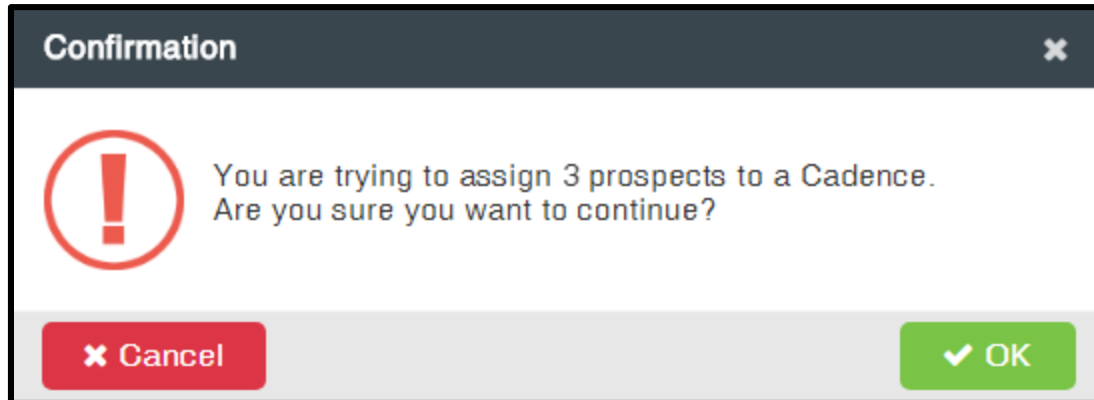 Confirmation
You are trying to assign 3 prospects to a Cadence.
Are you sure you want to continue?
Cancel
OK